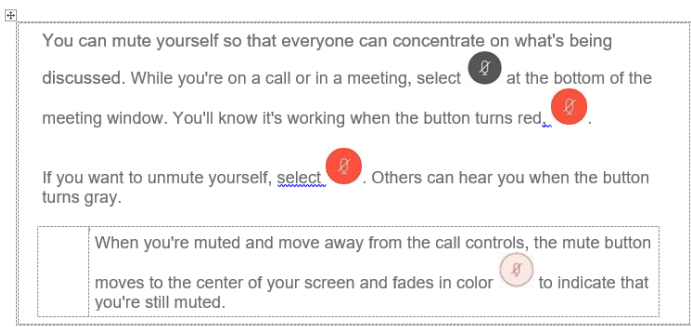 You can mute yourself so that everyone can concentrate on what's being
discussed. While you're on a call or in a meeting, select at the bottom of the
meeting window. You'll know it's working when the button turns red, .
If you want to unmute yourself, select . Others can hear you when the button
turns gray.
When you're muted and move away from the call controls, the mute button
moves to the center of your screen and fades in color to indicate that
you're still muted.